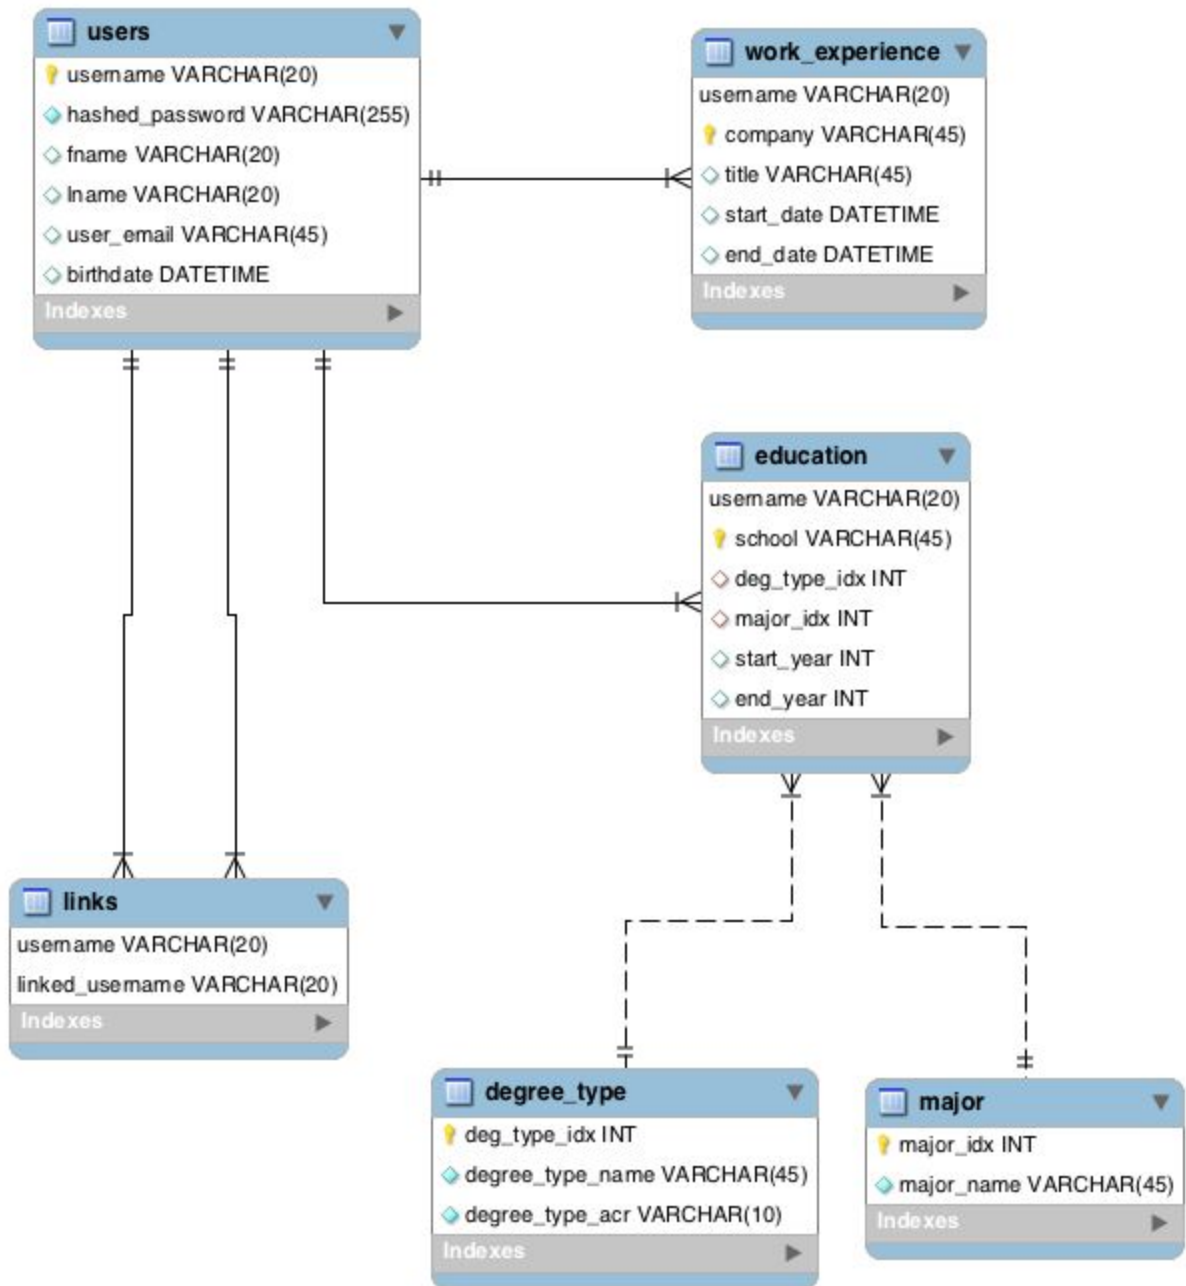 users
username VARCHAR(20)
hashed_password VARCHAR(255)
fname VARCHAR(20)
lname VARCHAR(20)
user_email VARCHAR(45)
birthdate DATETIME
Indexes
work_experience
username VARCHAR(20)
company VARCHAR(45)
title VARCHAR(45)
start_date DATETIME
end_date DATETIME
Indexes
education
username VARCHAR(20)
school VARCHAR(45)
deg_type_idx INT
major_idx INT
start_year INT
end_year INT
Indexes
links
username VARCHAR(20)
linked_username VARCHAR(20)
Indexes
degree_type
deg_type_idx INT
degree_type_name VARCHAR(45)
degree_type_acr VARCHAR(10)
Indexes
major
major_idx INT
major_name VARCHAR(45)
Indexes